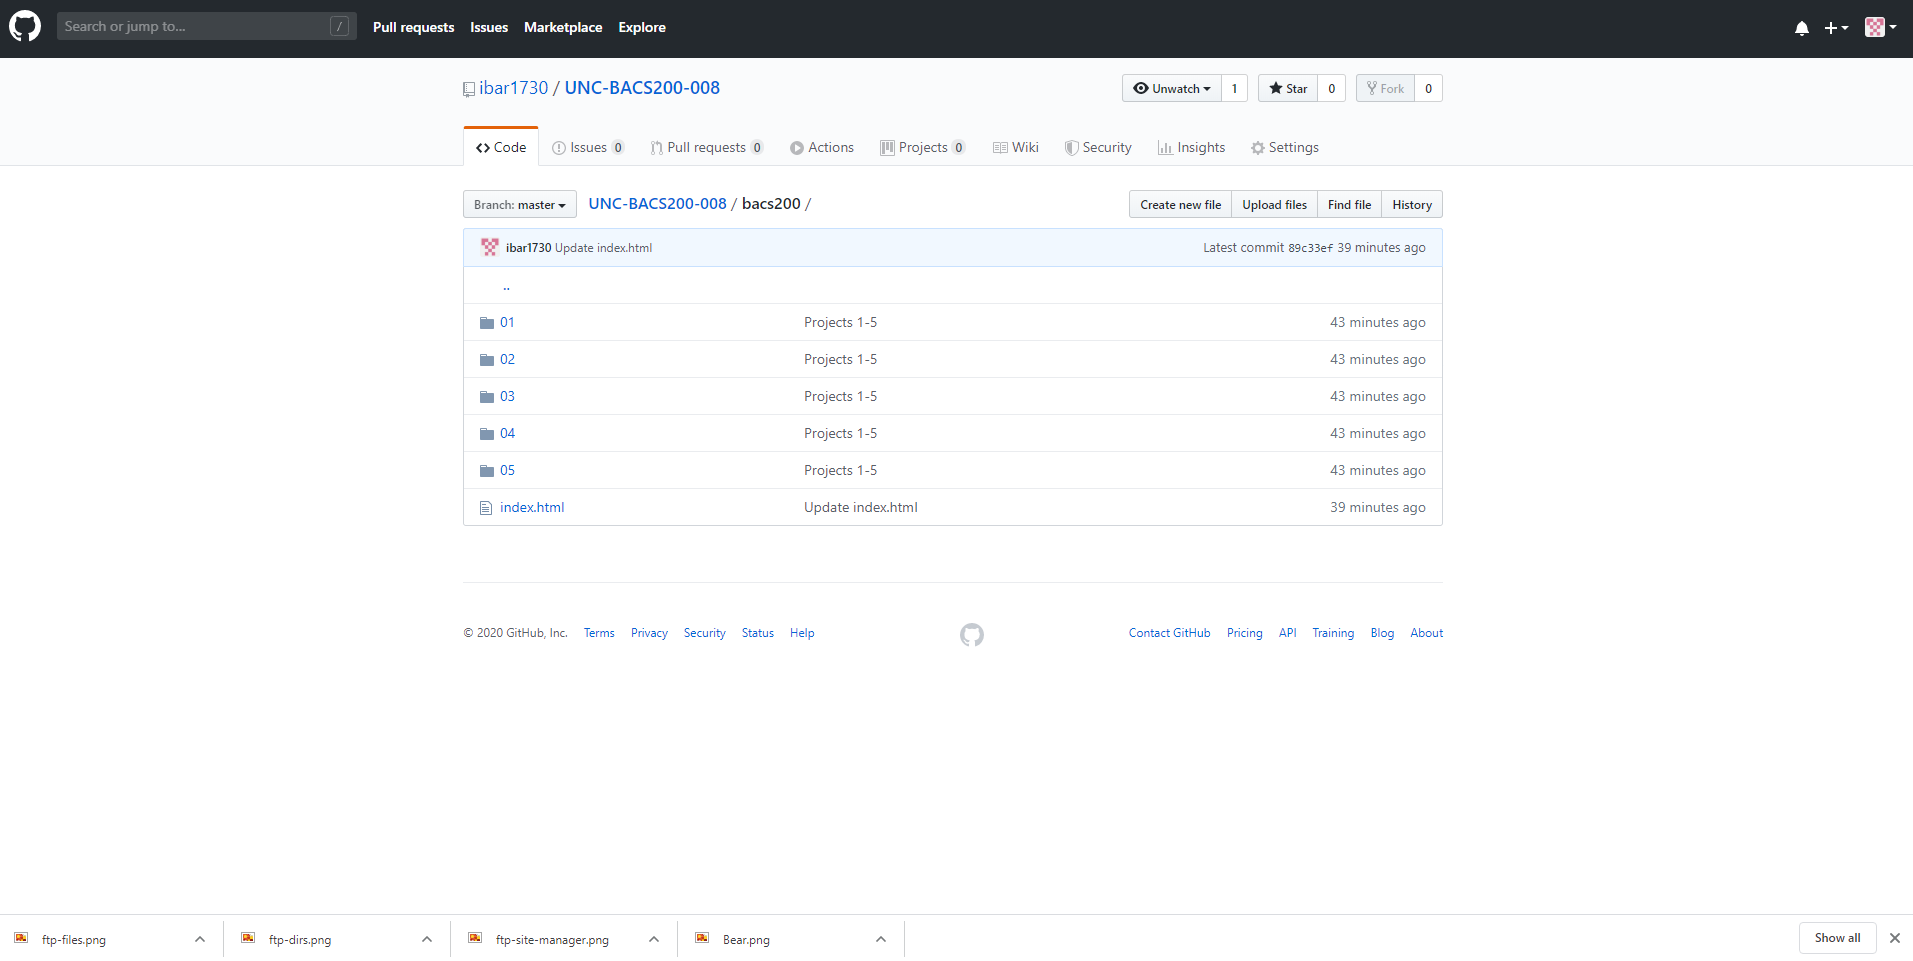 Search or jump to... / Pull requests Issues Marketplace Explore
ibar1730 / UNC-BACS200-008 Unwatch 1 Star 0 Fork 0
Code Issues 0 Pull requests 0 Actions Projects 0 Wiki Security Insights Settings
Branch: master UNC-BACS200-008 / bacs200 / Create new file Upload files Find file History
ibar1730 Update index.html Latest commit 89c33ef 39 minutes ago
..
01 Projects 1-5 43 minutes ago
02 Projects 1-5 43 minutes ago
03 Projects 1-5 43 minutes ago
04 Projects 1-5 43 minutes ago
05 Projects 1-5 43 minutes ago
index.html Update index.html 39 minutes ago
© 2020 GitHub, Inc. Terms Privacy Security Status Help Contact GitHub Pricing API Training Blog About
ftp-files.png ftp-dirs.png ftp-site-manager.png Bear.png Show all